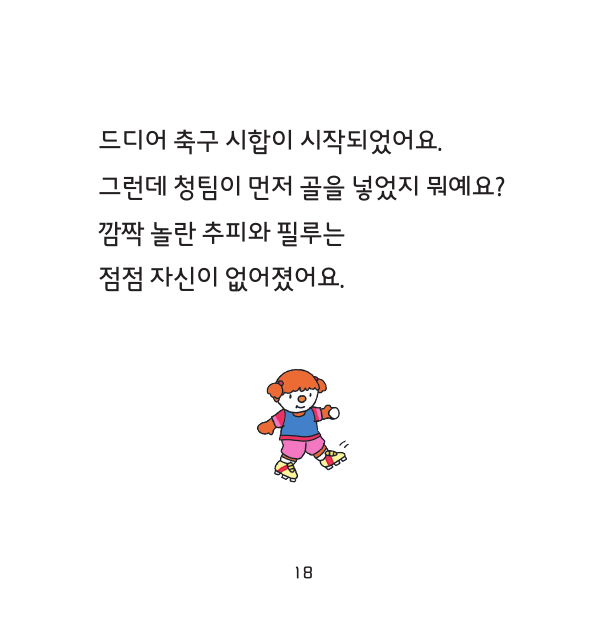 드디어 축구 시합이 시작되었어요.
그런데 청팀이 먼저 골을 넣었지 뭐예요?
깜짝 놀란 추피와 필루는
점점 자신이 없어졌어요.
18